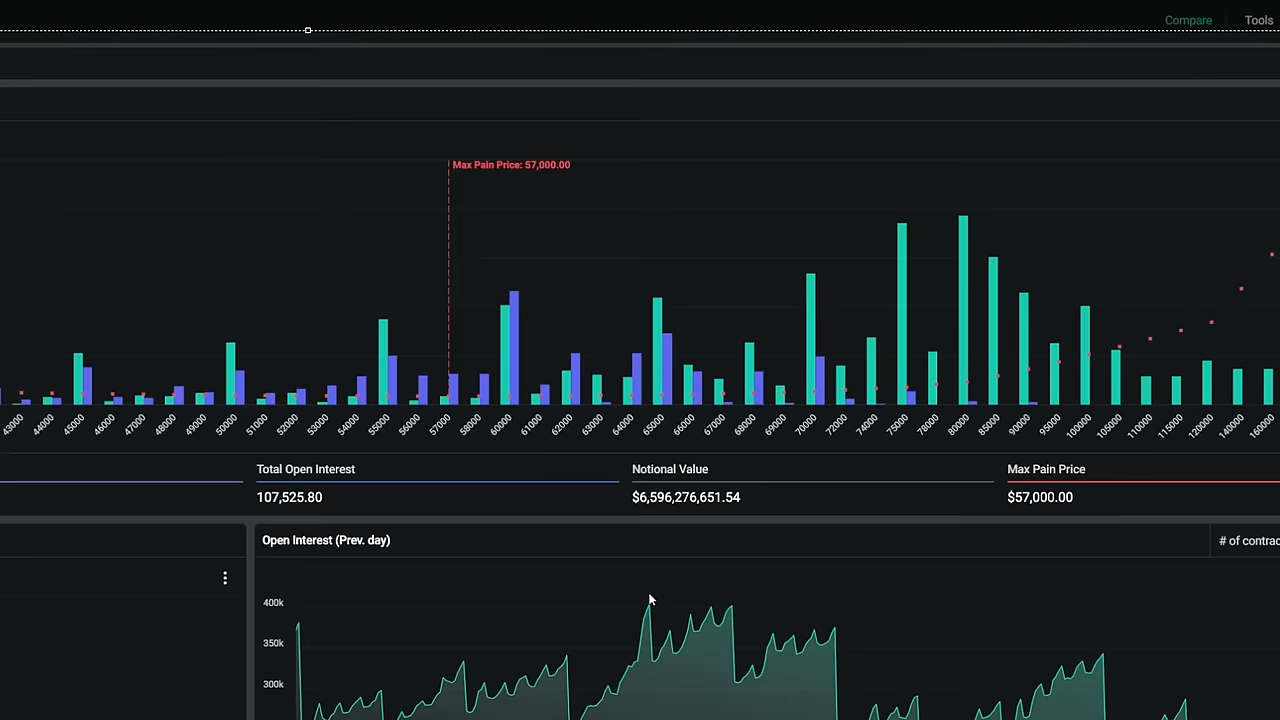 Compare
Tools
Max Pain Price: 57,000.00
43000 44000 45000 46000 47000 48000 49000 50000 51000 52000 53000 54000 55000 56000 57000 58000 60000 61000 62000 63000 64000 65000 66000 67000 68000 69000 70000 72000 74000 75000 78000 80000 85000 90000 95000 100000 105000 110000 115000 120000 140000 160000
Total Open Interest
Notional Value
Max Pain Price
107,525.80
$6,596,276,651.54
$57,000.00
Open Interest (Prev. day)
# of contrac
400k
350k
300k